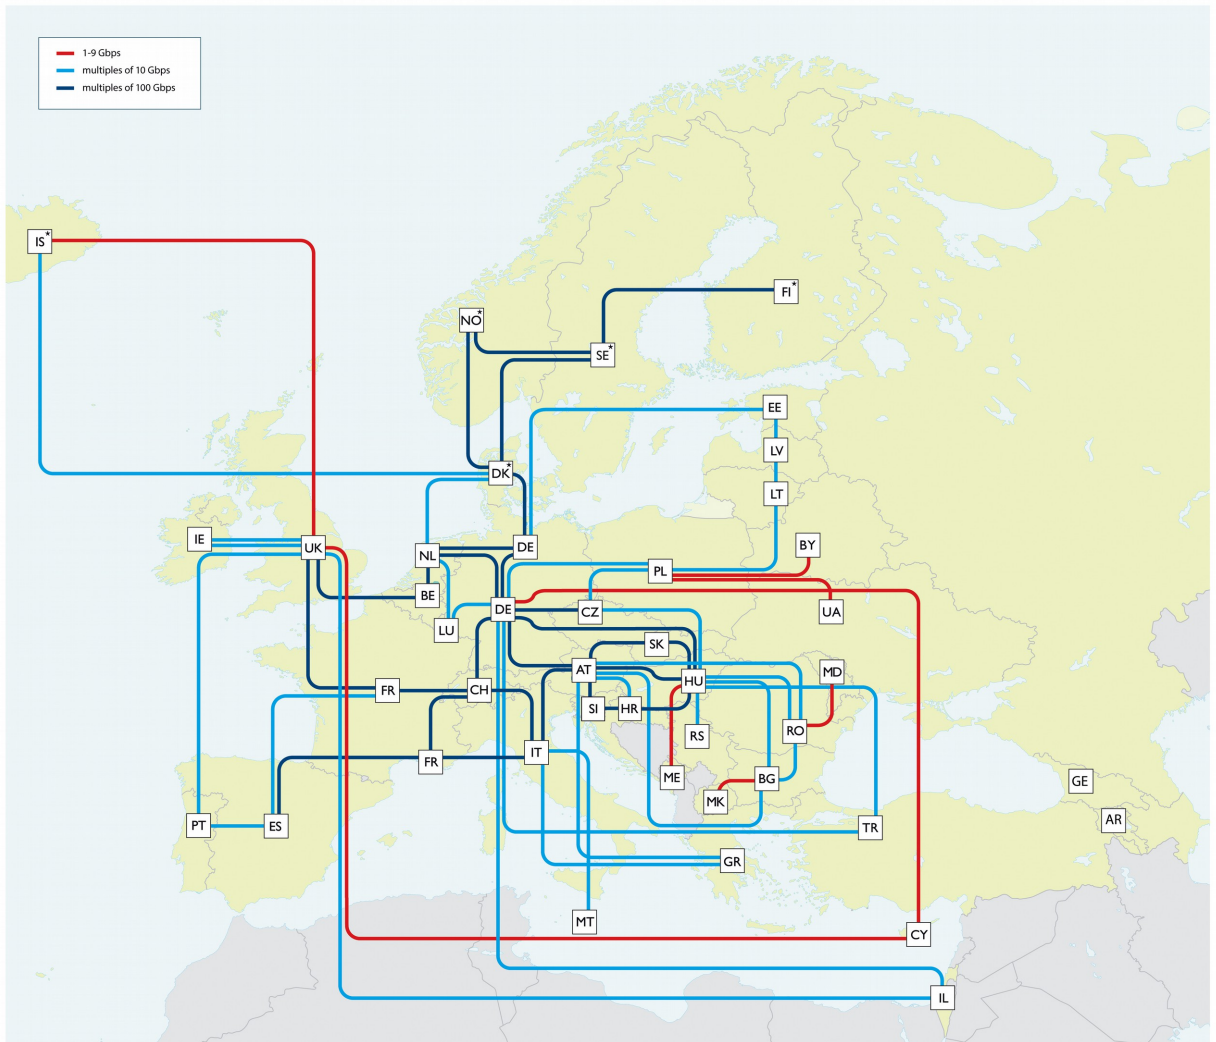 1-9 Gbps
multiples of 10 Gbps
multiples of 100 Gbps
IS*
FI*
NO*
SE*
EE
LV
DK*
LT
IE
UK
NL
DE
BY
PL
BE
DE
CZ
UA
LU
SK
AT
HU
MD
FR
CH
SI
HR
RS
RO
IT
FR
ME
BG
GE
MK
PT
ES
TR
AR
GR
MT
CY
IL